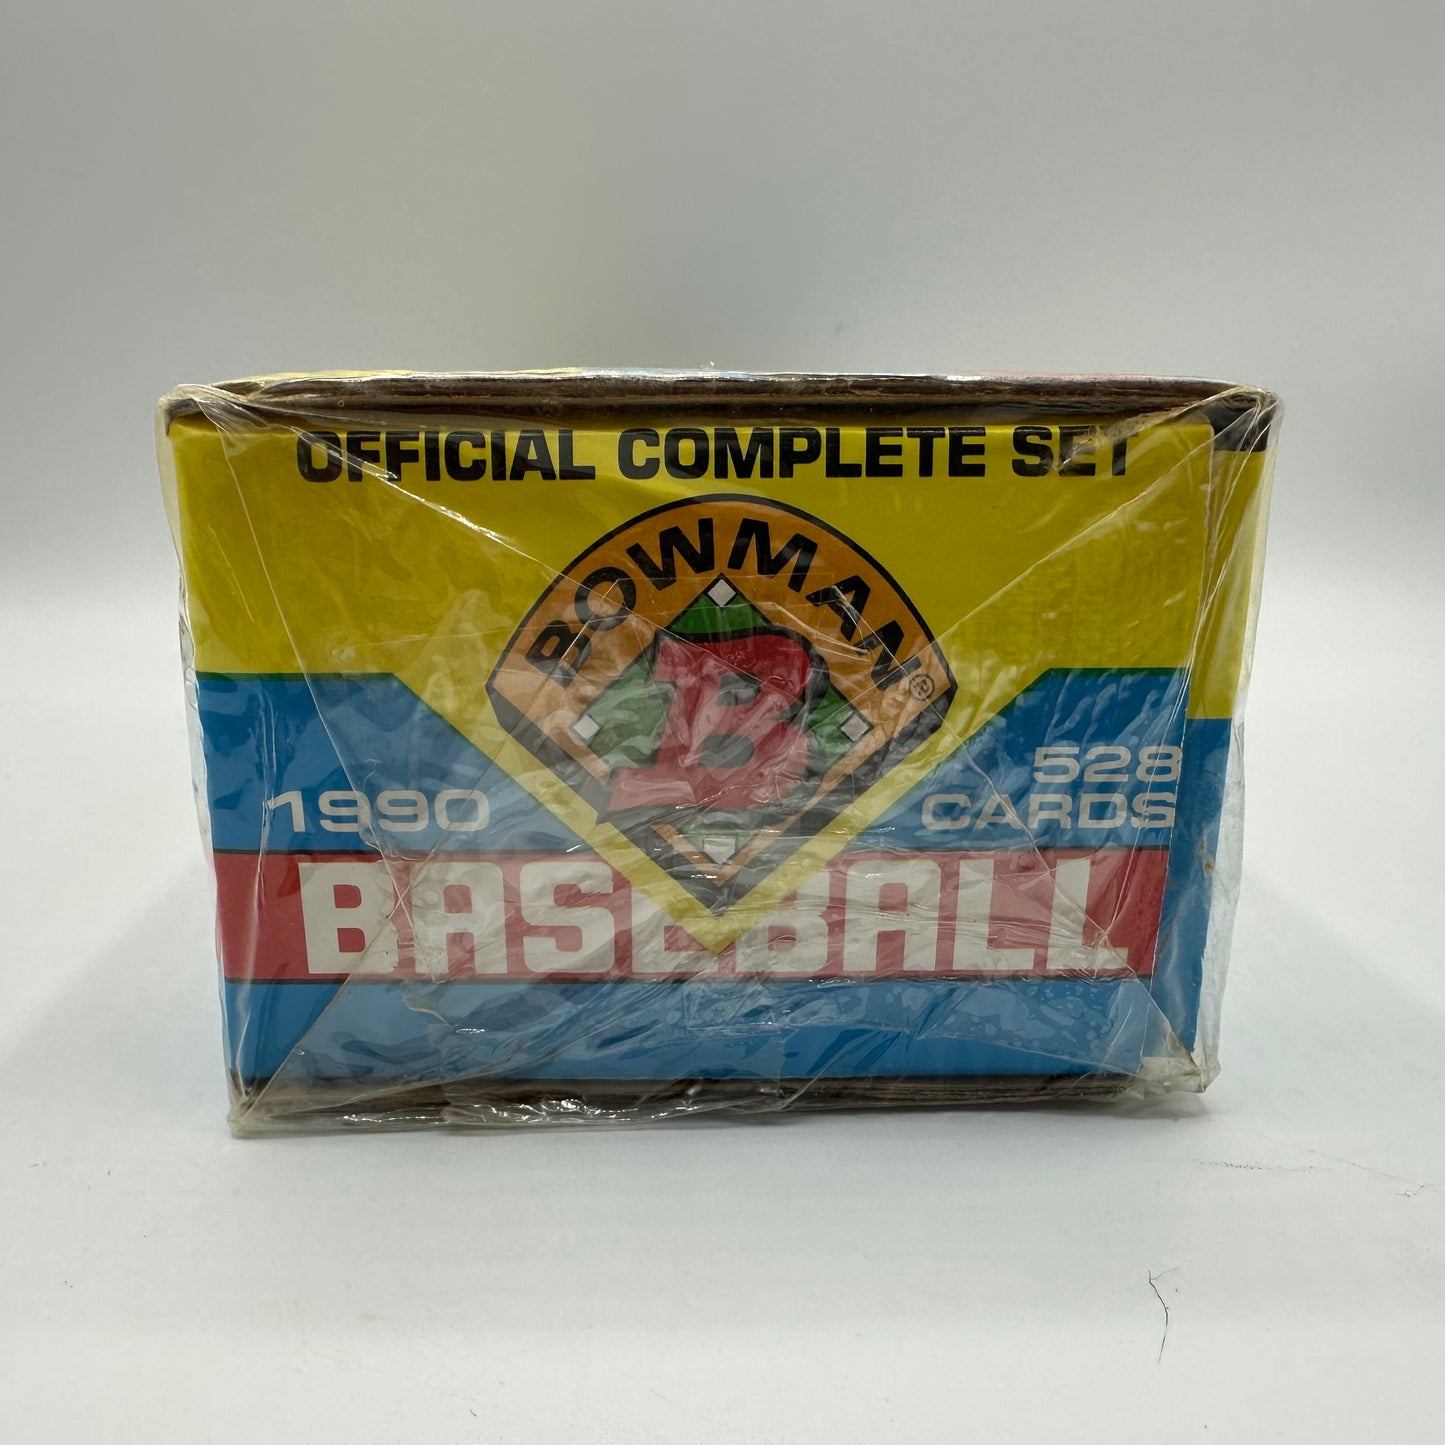 OFFICIAL COMPLETE SET
BOWMAN®
B
1990
528
CARDS
BASEBALL